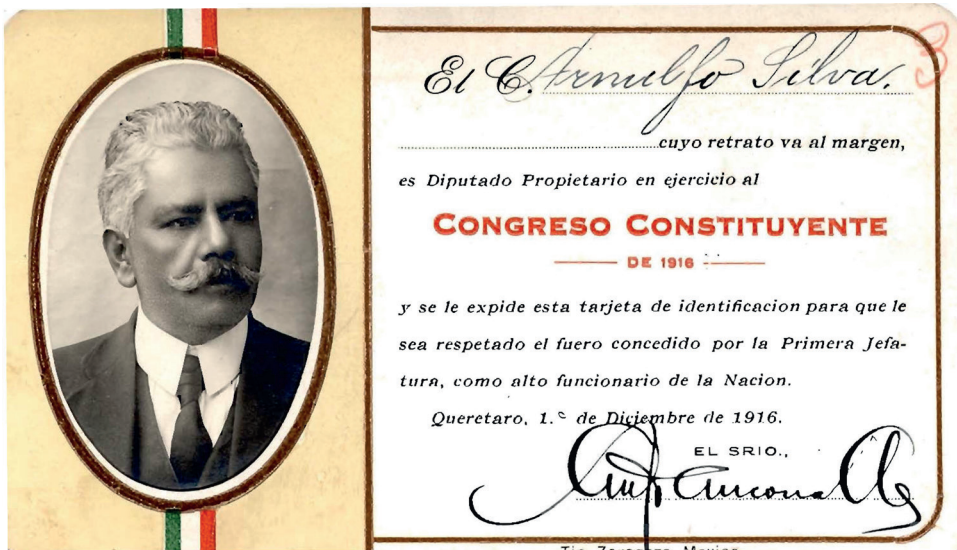 El C. Arnulfo Silva.
3
cuyo retrato va al margen,
es Diputado Propietario en ejercicio al
CONGRESO CONSTITUYENTE
DE 1916
y se le expide esta tarjeta de identificacion para que le
sea respetado el fuero concedido por la Primera Jefa-
tura, como alto funcionario de la Nacion.
Queretaro, 1.º de Diciembre de 1916.
EL SRIO.,
Ancona A